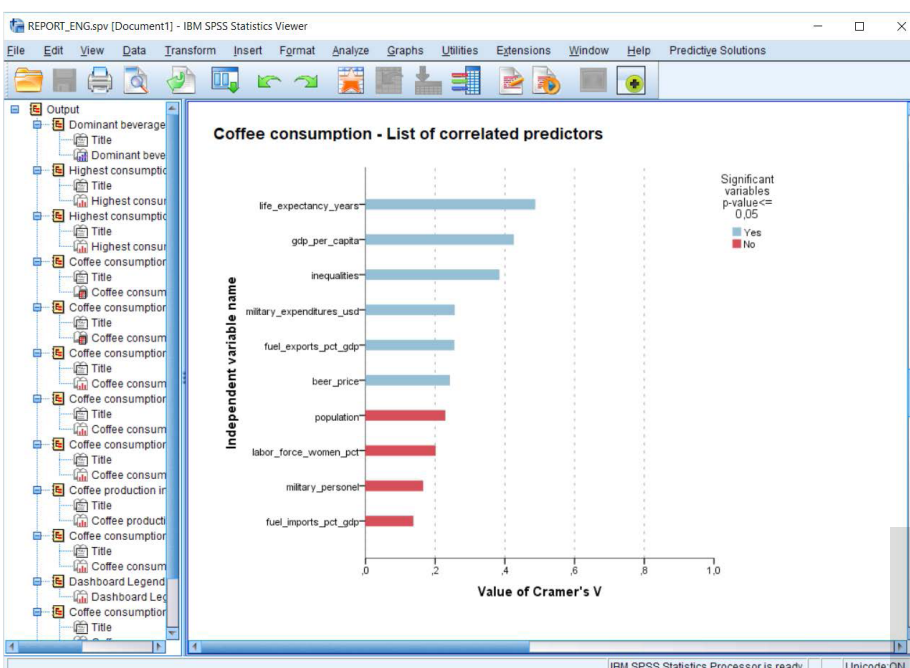 REPORT_ENG.spv [Document1] - IBM SPSS Statistics Viewer
File Edit View Data Transform Insert Format Analyze Graphs Utilities Extensions Window Help Predictive Solutions
Output
Dominant beverage
Title
Dominant beve
Highest consumptic
Title
Highest consur
Highest consumptic
Title
Highest consur
Coffee consumption
Title
Coffee consum
Coffee consumption
Title
Coffee consum
Coffee consumption
Title
Coffee consum
Coffee consumption
Title
Coffee consum
Coffee consumption
Title
Coffee consum
Coffee production in
Title
Coffee producti
Coffee consumption
Title
Coffee consum
Dashboard Legend
Dashboard Leg
Coffee consumption
Title
Coffee consumption - List of correlated predictors
Independent variable name
life_expectancy_years
gdp_per_capita
inequalities
military_expenditures_usd
fuel_exports_pct_gdp
beer_price
population
labor_force_women_pct
military_personel
fuel_imports_pct_gdp
,0 ,2 ,4 ,6 ,8 1,0
Value of Cramer's V
Significant
variables
p-value<=
0,05
Yes
No
IBM SPSS Statistics Processor is ready
Unicode:ON